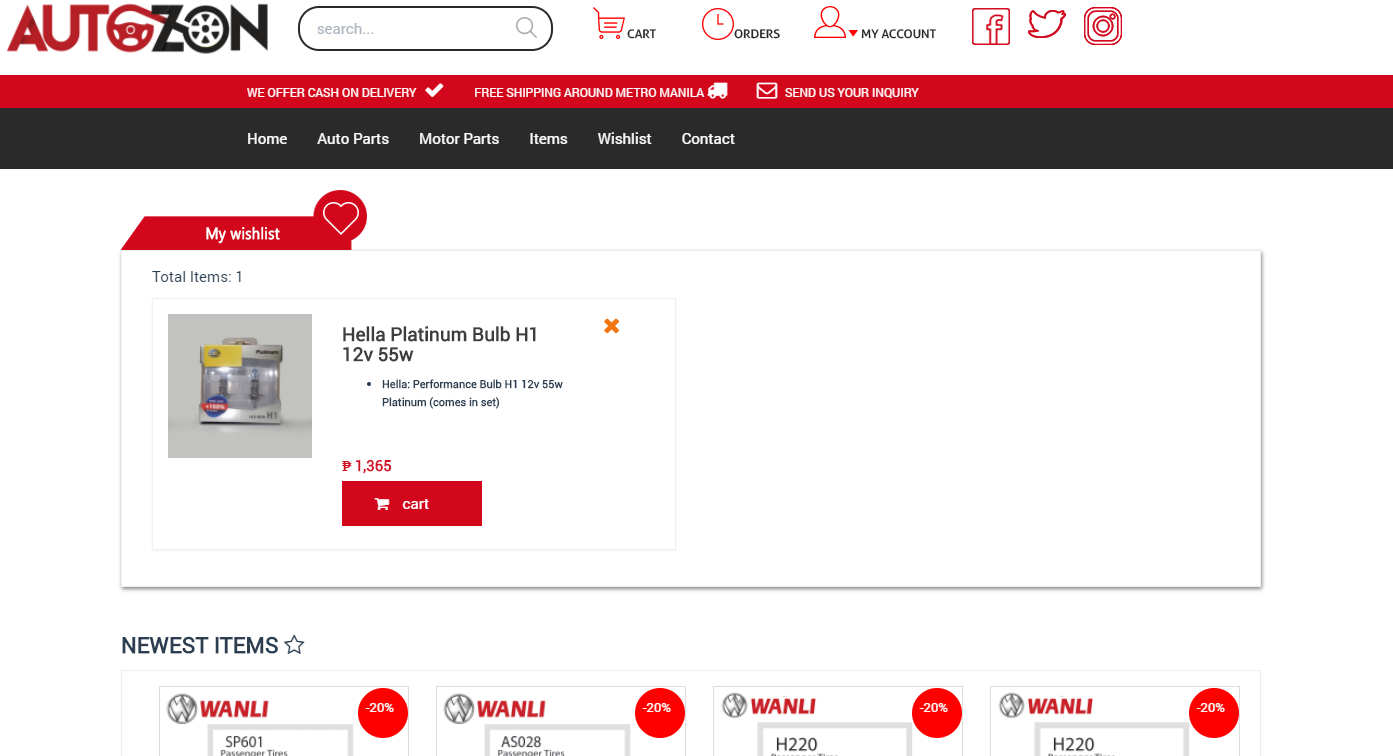 AUTOZON
search...
CART
ORDERS
MY ACCOUNT
WE OFFER CASH ON DELIVERY
FREE SHIPPING AROUND METRO MANILA
SEND US YOUR INQUIRY
Home
Auto Parts
Motor Parts
Items
Wishlist
Contact
My wishlist
Total Items: 1
Platinum
+100%
H1
Hella Platinum Bulb H1
12v 55w
• Hella: Performance Bulb H1 12v 55w
Platinum (comes in set)
₱ 1,365
cart
NEWEST ITEMS
WANLI
-20%
SP601
Passenger Tires
WANLI
-20%
AS028
Passenger Tires
WANLI
-20%
H220
Passenger Tires
WANLI
-20%
H220
Passenger Tires